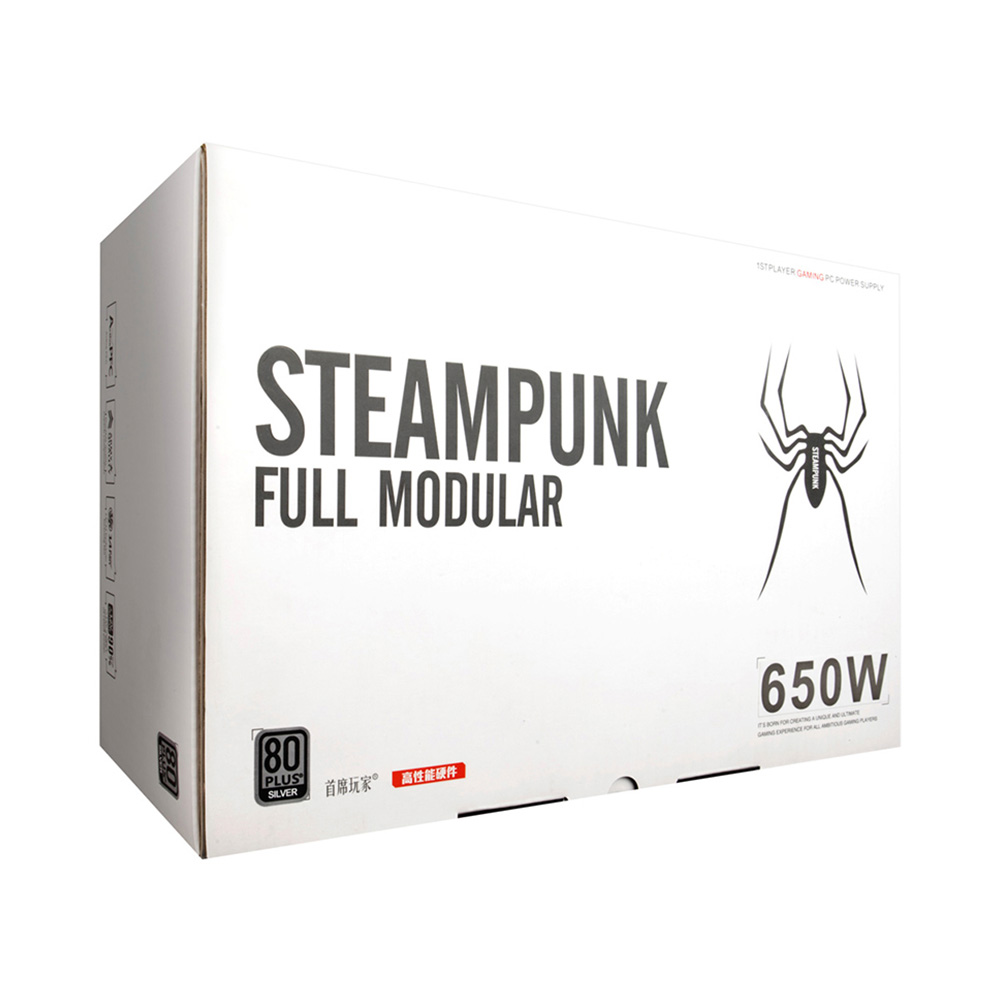 1STPLAYER GAMING PC POWER SUPPLY
STEAMPUNK
FULL MODULAR
STEAMPUNK
650W
IT'S BORN FOR CREATING A UNIQUE AND ULTIMATE
GAMING EXPERIENCE FOR ALL AMBITIOUS GAMING PLAYERS
80
PLUS®
SILVER
首席玩家®
高性能硬件
80